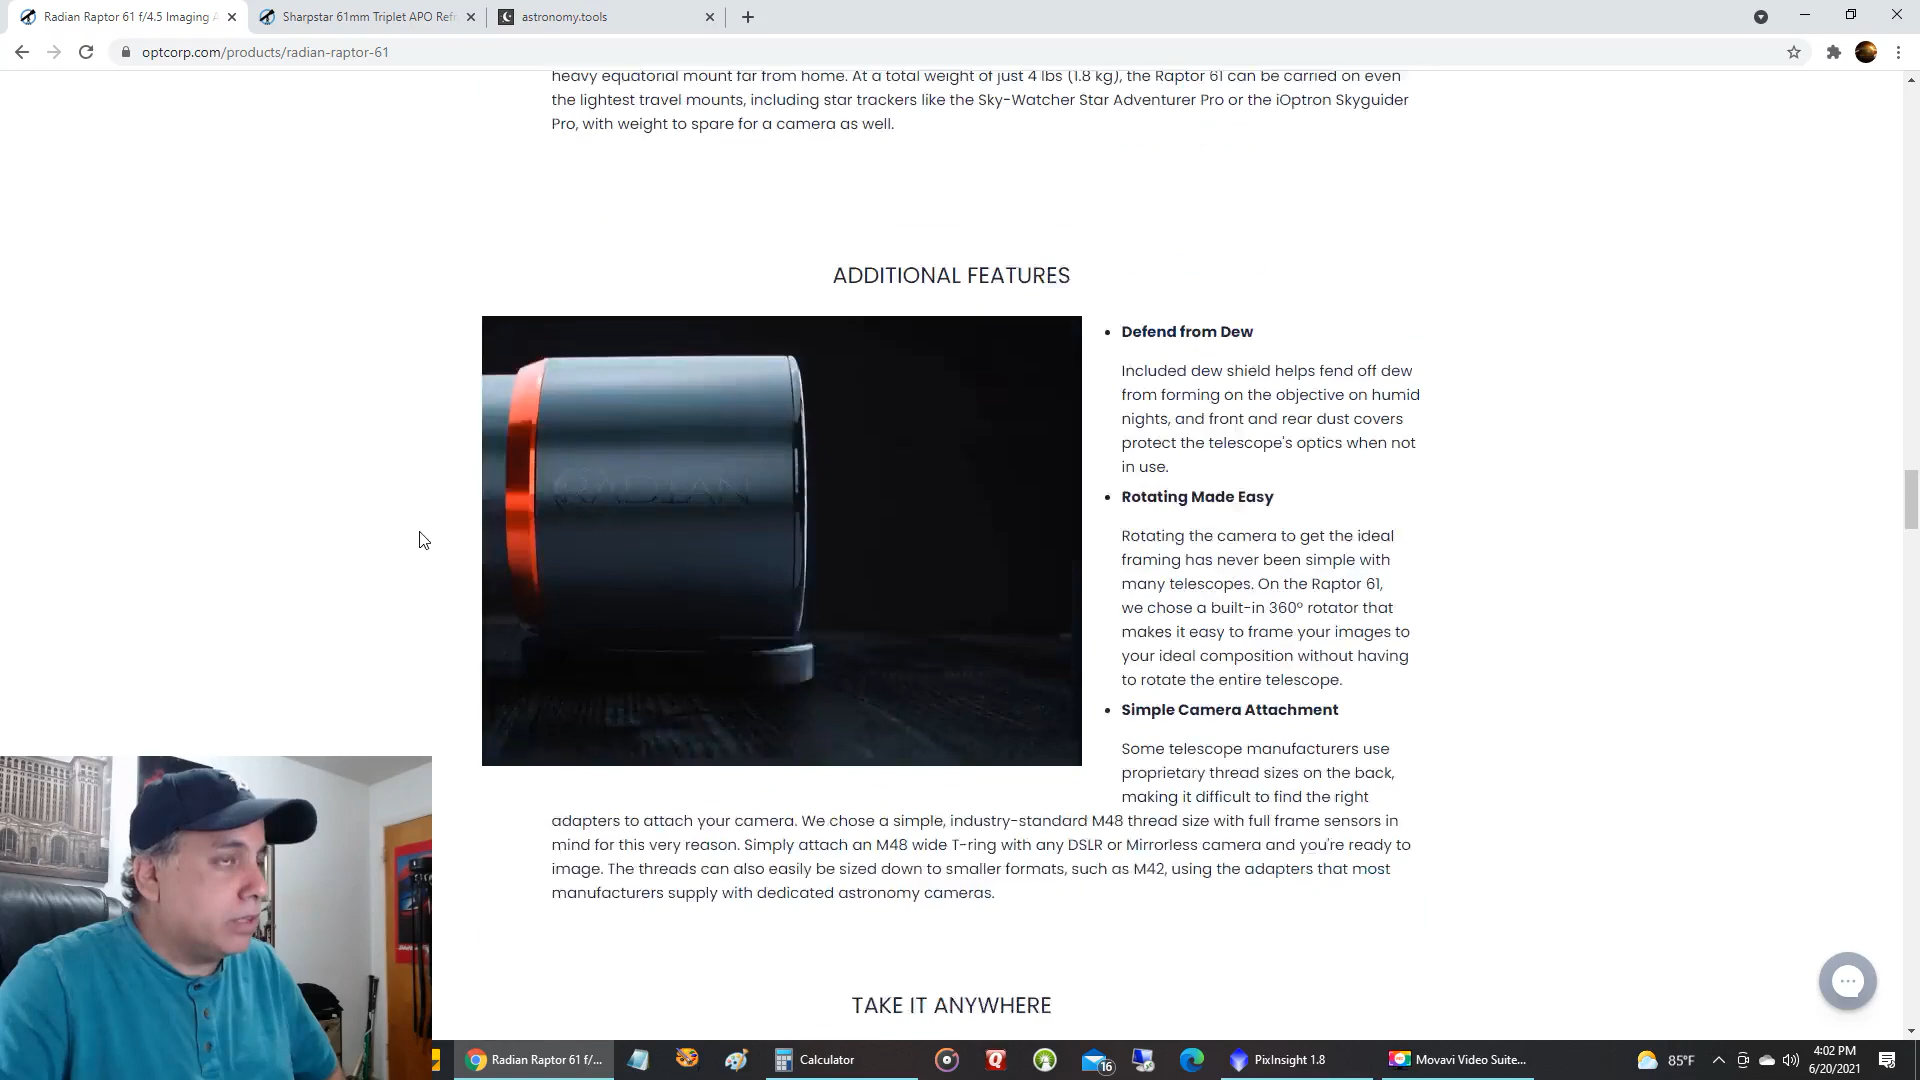 Radian Raptor 61 f/4.5 Imaging A
Sharpstar 61mm Triplet APO Refr
astronomy.tools
optcorp.com/products/radian-raptor-61
heavy equatorial mount far from home. At a total weight of just 4 lbs (1.8 kg), the Raptor 61 can be carried on even
the lightest travel mounts, including star trackers like the Sky-Watcher Star Adventurer Pro or the iOptron Skyguider
Pro, with weight to spare for a camera as well.
ADDITIONAL FEATURES
RADIAN
• Defend from Dew
Included dew shield helps fend off dew
from forming on the objective on humid
nights, and front and rear dust covers
protect the telescope's optics when not
in use.
• Rotating Made Easy
Rotating the camera to get the ideal
framing has never been simple with
many telescopes. On the Raptor 61,
we chose a built-in 360° rotator that
makes it easy to frame your images to
your ideal composition without having
to rotate the entire telescope.
• Simple Camera Attachment
Some telescope manufacturers use
proprietary thread sizes on the back,
making it difficult to find the right
adapters to attach your camera. We chose a simple, industry-standard M48 thread size with full frame sensors in
mind for this very reason. Simply attach an M48 wide T-ring with any DSLR or Mirrorless camera and you're ready to
image. The threads can also easily be sized down to smaller formats, such as M42, using the adapters that most
manufacturers supply with dedicated astronomy cameras.
TAKE IT ANYWHERE
Radian Raptor 61 f/...
Calculator
16
PixInsight 1.8
Movavi Video Suite...
85°F
4:02 PM
6/20/2021